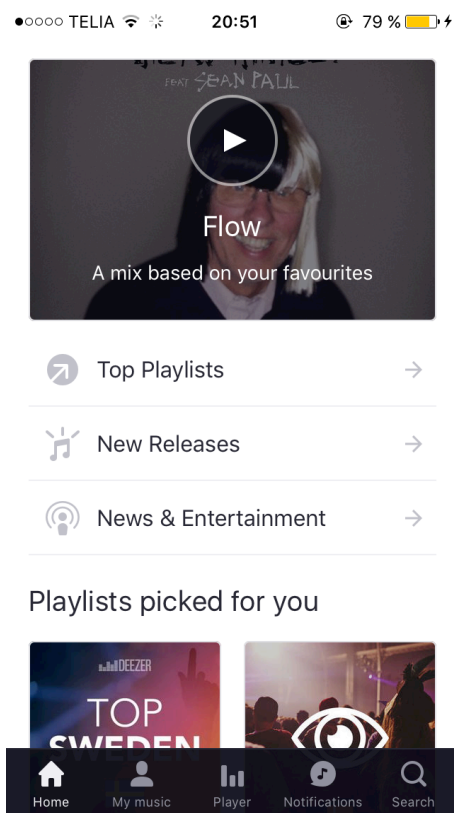 TELIA 20:51 79 %
FEAT SEAN PAUL
Flow
A mix based on your favourites
Top Playlists
New Releases
News & Entertainment
Playlists picked for you
DEEZER
TOP
SWEDEN
Home My music Player Notifications Search